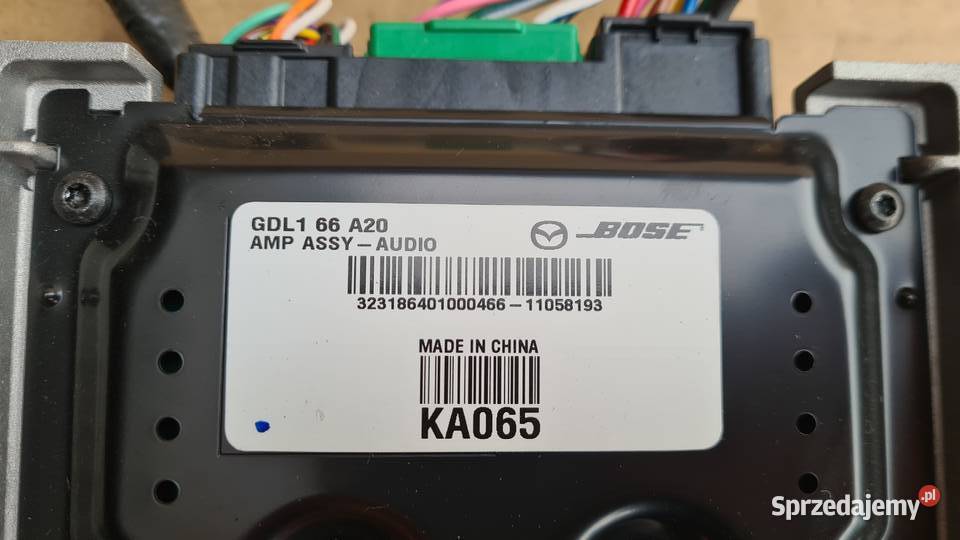 GDL1 66 A20
AMP ASSY – AUDIO
BOSE
323186401000466 – 11058193
MADE IN CHINA
KA065
Sprzedajemy.pl